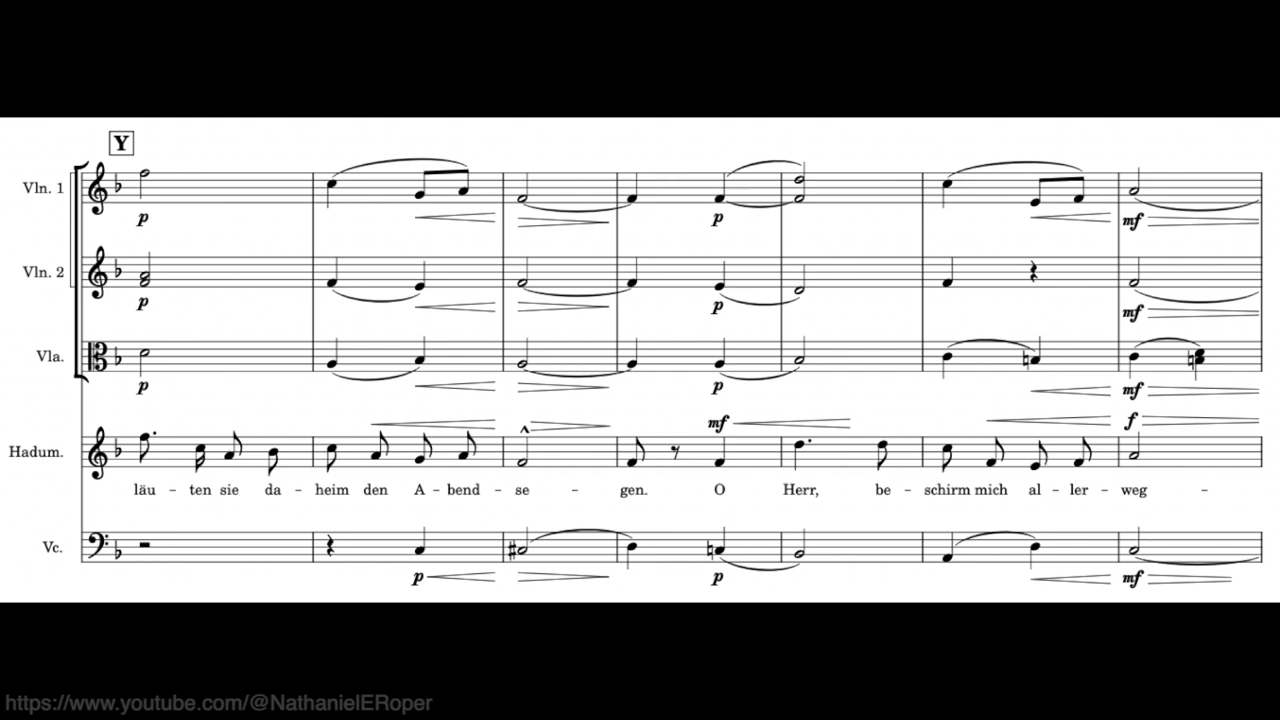 Y
Vln. 1
p
p
mf
Vln. 2
p
p
mf
Vla.
p
p
mf
mf
f
Hadum.
läu - ten sie da - heim den A - bend - se - gen. O Herr, be - schirm mich al - ler - weg -
Vc.
p
p
mf
https://www.youtube.com/@NathanielERoper